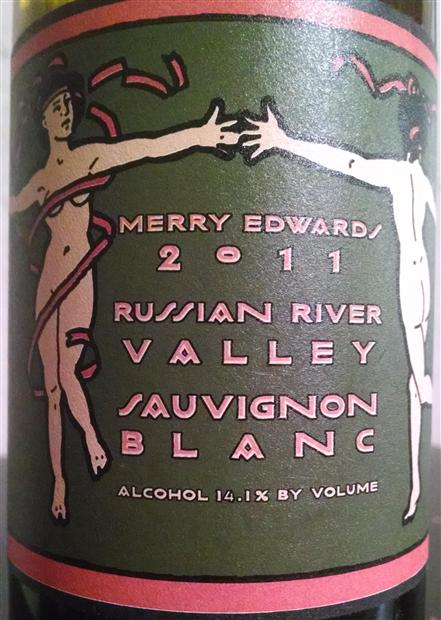 MERRY EDWARDS
2011
RUSSIAN RIVER
VALLEY
SAUVIGNON
BLANC
ALCOHOL 14.1% BY VOLUME